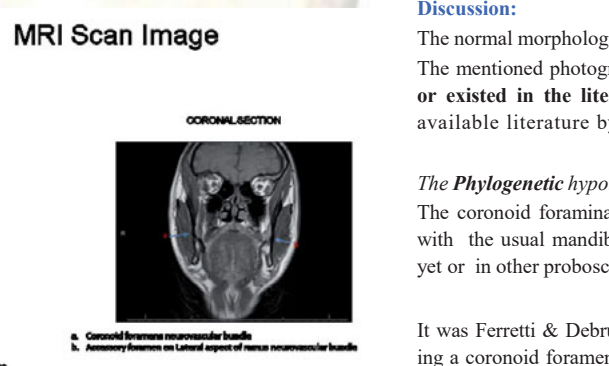 MRI Scan Image
CORONAL SECTION
a. Coronoid foramens neurovascular bundle
b. Accessory foramen on Lateral aspect of ramus neurovascular bundle
Discussion:
The normal morpholog
The mentioned photogr
or existed in the lite
available literature by
The Phylogenetic hypo
The coronoid foramina
with the usual mandib
yet or in other probosc
It was Ferretti & Debru
ing a coronoid foramen